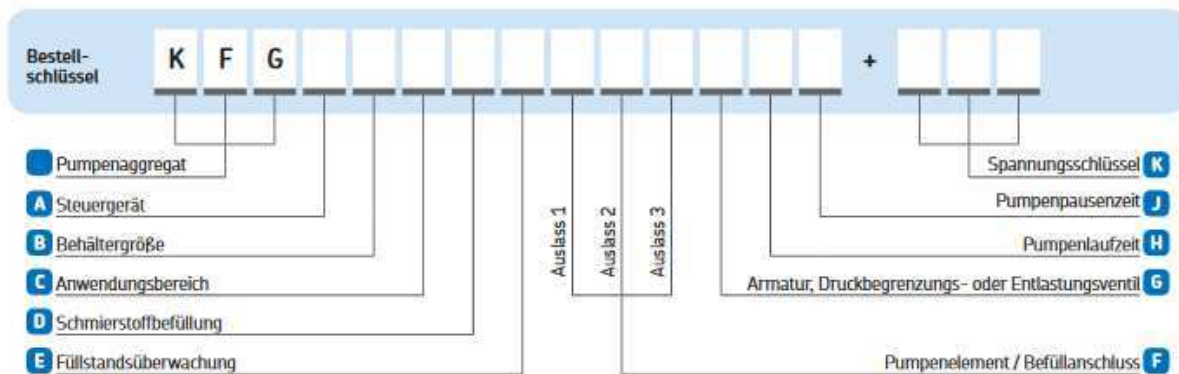 Bestell-
schlüssel
K F G +
Pumpenaggregat
A Steuergerät
B Behältergröße
C Anwendungsbereich
D Schmierstoffbefüllung
E Füllstandsüberwachung
Auslass 1
Auslass 2
Auslass 3
Spannungsschlüssel K
Pumpenpausenzeit J
Pumpenlaufzeit H
Armatur, Druckbegrenzungs- oder Entlastungsventil G
Pumpenelement / Befüllanschluss F